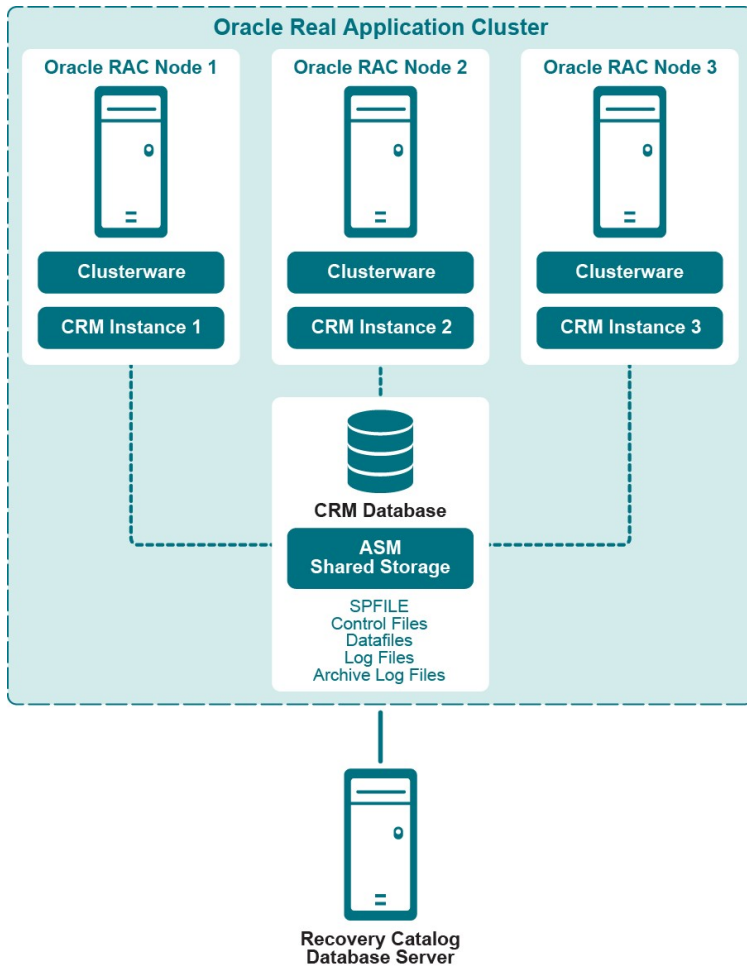 Oracle Real Application Cluster
Oracle RAC Node 1
Clusterware
CRM Instance 1
Oracle RAC Node 2
Clusterware
CRM Instance 2
Oracle RAC Node 3
Clusterware
CRM Instance 3
CRM Database
ASM
Shared Storage
SPFILE
Control Files
Datafiles
Log Files
Archive Log Files
Recovery Catalog
Database Server